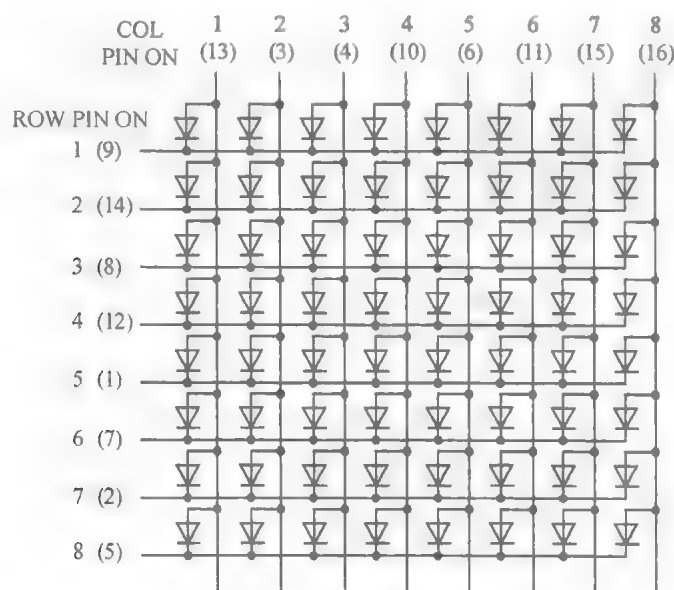 COL 1 2 3 4 5 6 7 8
PIN ON (13) (3) (4) (10) (6) (11) (15) (16)
ROW PIN ON
1 (9)
2 (14)
3 (8)
4 (12)
5 (1)
6 (7)
7 (2)
8 (5)